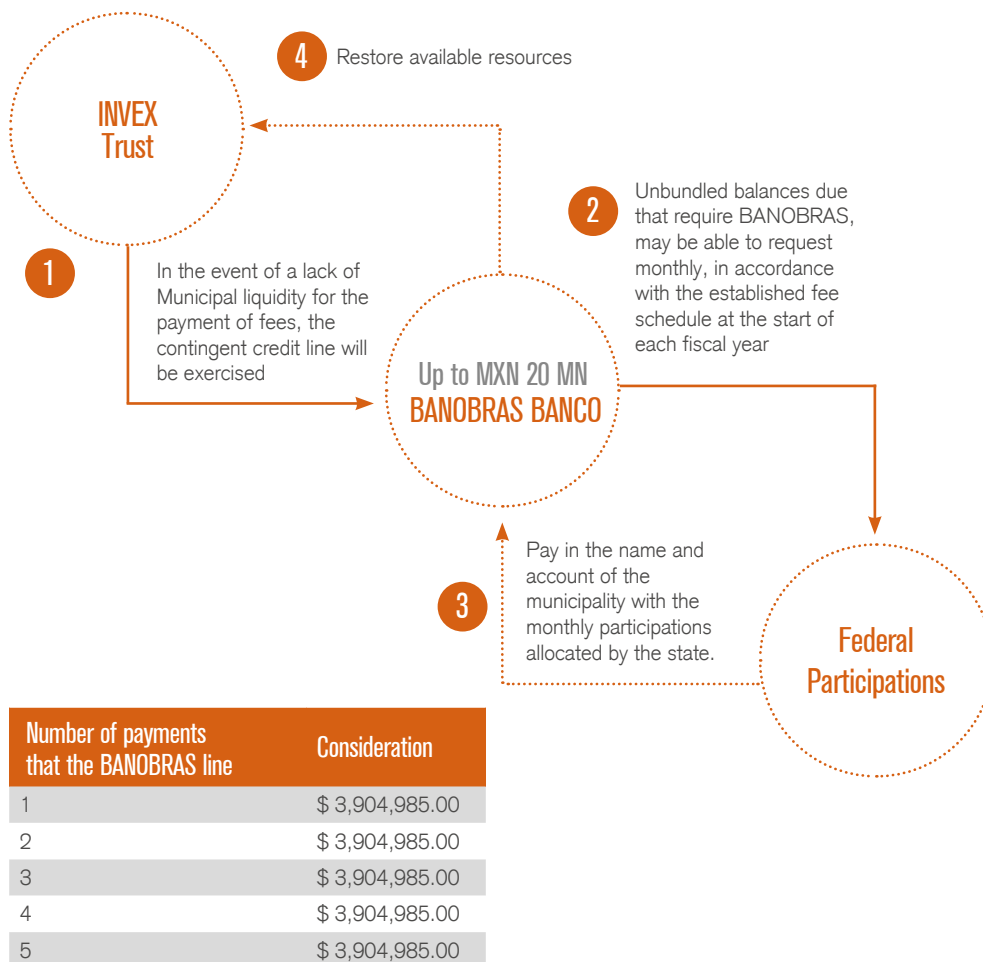 4
Restore available resources
INVEX
Trust
1
In the event of a lack of
Municipal liquidity for the
payment of fees, the
contingent credit line will
be exercised
2
Unbundled balances due
that require BANOBRAS,
may be able to request
monthly, in accordance
with the established fee
schedule at the start of
each fiscal year
Up to MXN 20 MN
BANOBRAS BANCO
3
Pay in the name and
account of the
municipality with the
monthly participations
allocated by the state.
Federal
Participations
Number of payments
that the BANOBRAS line
Consideration
1 $ 3,904,985.00
2 $ 3,904,985.00
3 $ 3,904,985.00
4 $ 3,904,985.00
5 $ 3,904,985.00